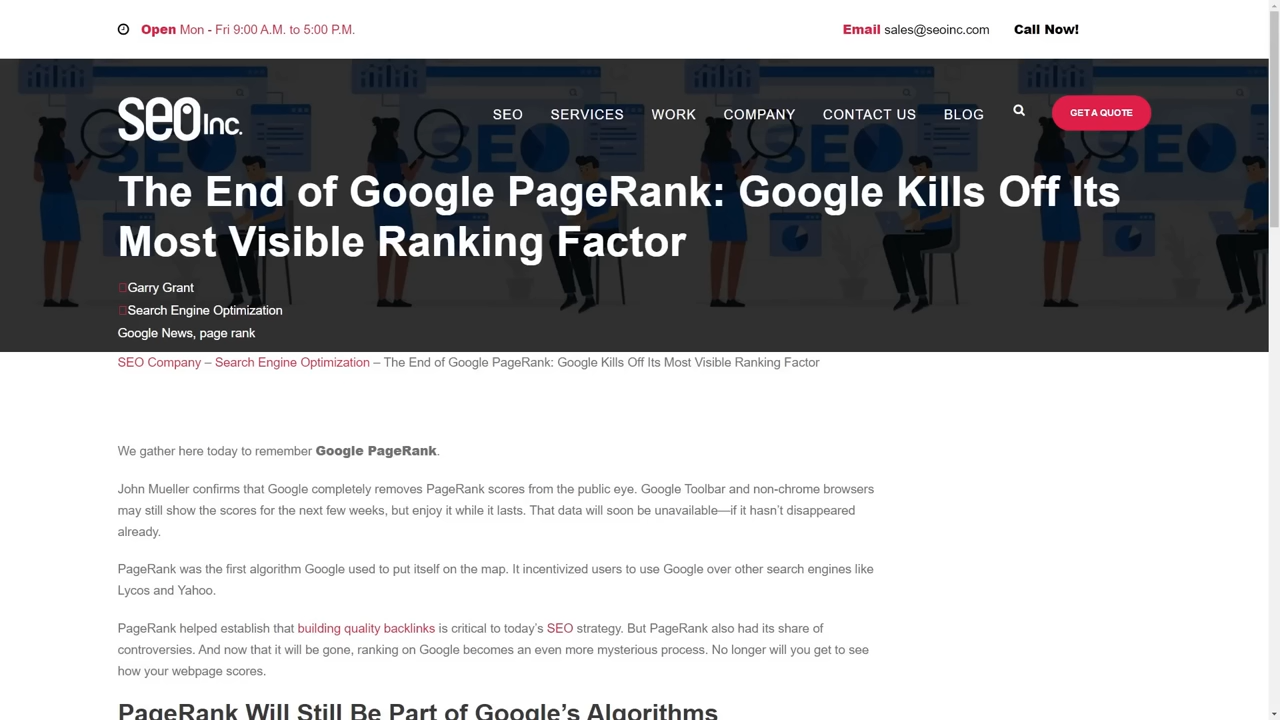 Open Mon - Fri 9:00 A.M. to 5:00 P.M.
Email sales@seoinc.com
Call Now!
SEO Inc.
SEO SERVICES WORK COMPANY CONTACT US BLOG
GET A QUOTE
The End of Google PageRank: Google Kills Off Its
Most Visible Ranking Factor
Garry Grant
Search Engine Optimization
Google News, page rank
SEO Company – Search Engine Optimization – The End of Google PageRank: Google Kills Off Its Most Visible Ranking Factor
We gather here today to remember Google PageRank.
John Mueller confirms that Google completely removes PageRank scores from the public eye. Google Toolbar and non-chrome browsers
may still show the scores for the next few weeks, but enjoy it while it lasts. That data will soon be unavailable—if it hasn’t disappeared
already.
PageRank was the first algorithm Google used to put itself on the map. It incentivized users to use Google over other search engines like
Lycos and Yahoo.
PageRank helped establish that building quality backlinks is critical to today’s SEO strategy. But PageRank also had its share of
controversies. And now that it will be gone, ranking on Google becomes an even more mysterious process. No longer will you get to see
how your webpage scores.
PageRank Will Still Be Part of Google’s Algorithms